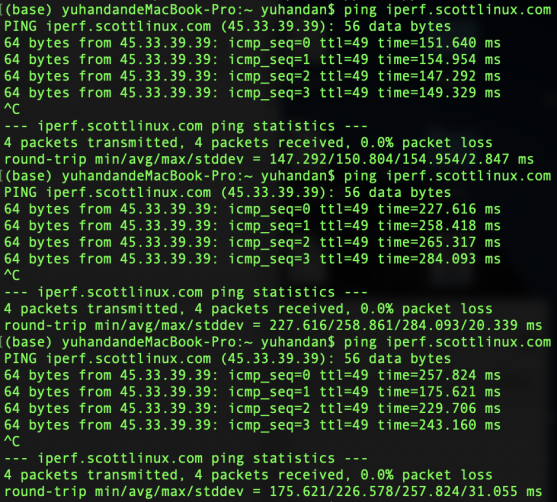 (base) yuhandandeMacBook-Pro:~ yuhandan$ ping iperf.scottlinux.com
PING iperf.scottlinux.com (45.33.39.39): 56 data bytes
64 bytes from 45.33.39.39: icmp_seq=0 ttl=49 time=151.640 ms
64 bytes from 45.33.39.39: icmp_seq=1 ttl=49 time=154.954 ms
64 bytes from 45.33.39.39: icmp_seq=2 ttl=49 time=147.292 ms
64 bytes from 45.33.39.39: icmp_seq=3 ttl=49 time=149.329 ms
^C
--- iperf.scottlinux.com ping statistics ---
4 packets transmitted, 4 packets received, 0.0% packet loss
round-trip min/avg/max/stddev = 147.292/150.804/154.954/2.847 ms
[(base) yuhandandeMacBook-Pro:~ yuhandan$ ping iperf.scottlinux.com
PING iperf.scottlinux.com (45.33.39.39): 56 data bytes
64 bytes from 45.33.39.39: icmp_seq=0 ttl=49 time=227.616 ms
64 bytes from 45.33.39.39: icmp_seq=1 ttl=49 time=258.418 ms
64 bytes from 45.33.39.39: icmp_seq=2 ttl=49 time=265.317 ms
64 bytes from 45.33.39.39: icmp_seq=3 ttl=49 time=284.093 ms
^C
--- iperf.scottlinux.com ping statistics ---
4 packets transmitted, 4 packets received, 0.0% packet loss
round-trip min/avg/max/stddev = 227.616/258.861/284.093/20.339 ms
[(base) yuhandandeMacBook-Pro:~ yuhandan$ ping iperf.scottlinux.com
PING iperf.scottlinux.com (45.33.39.39): 56 data bytes
64 bytes from 45.33.39.39: icmp_seq=0 ttl=49 time=257.824 ms
64 bytes from 45.33.39.39: icmp_seq=1 ttl=49 time=175.621 ms
64 bytes from 45.33.39.39: icmp_seq=2 ttl=49 time=229.706 ms
64 bytes from 45.33.39.39: icmp_seq=3 ttl=49 time=243.160 ms
^C
--- iperf.scottlinux.com ping statistics ---
4 packets transmitted, 4 packets received, 0.0% packet loss
round-trip min/avg/max/stddev = 175.621/226.578/257.824/31.055 ms